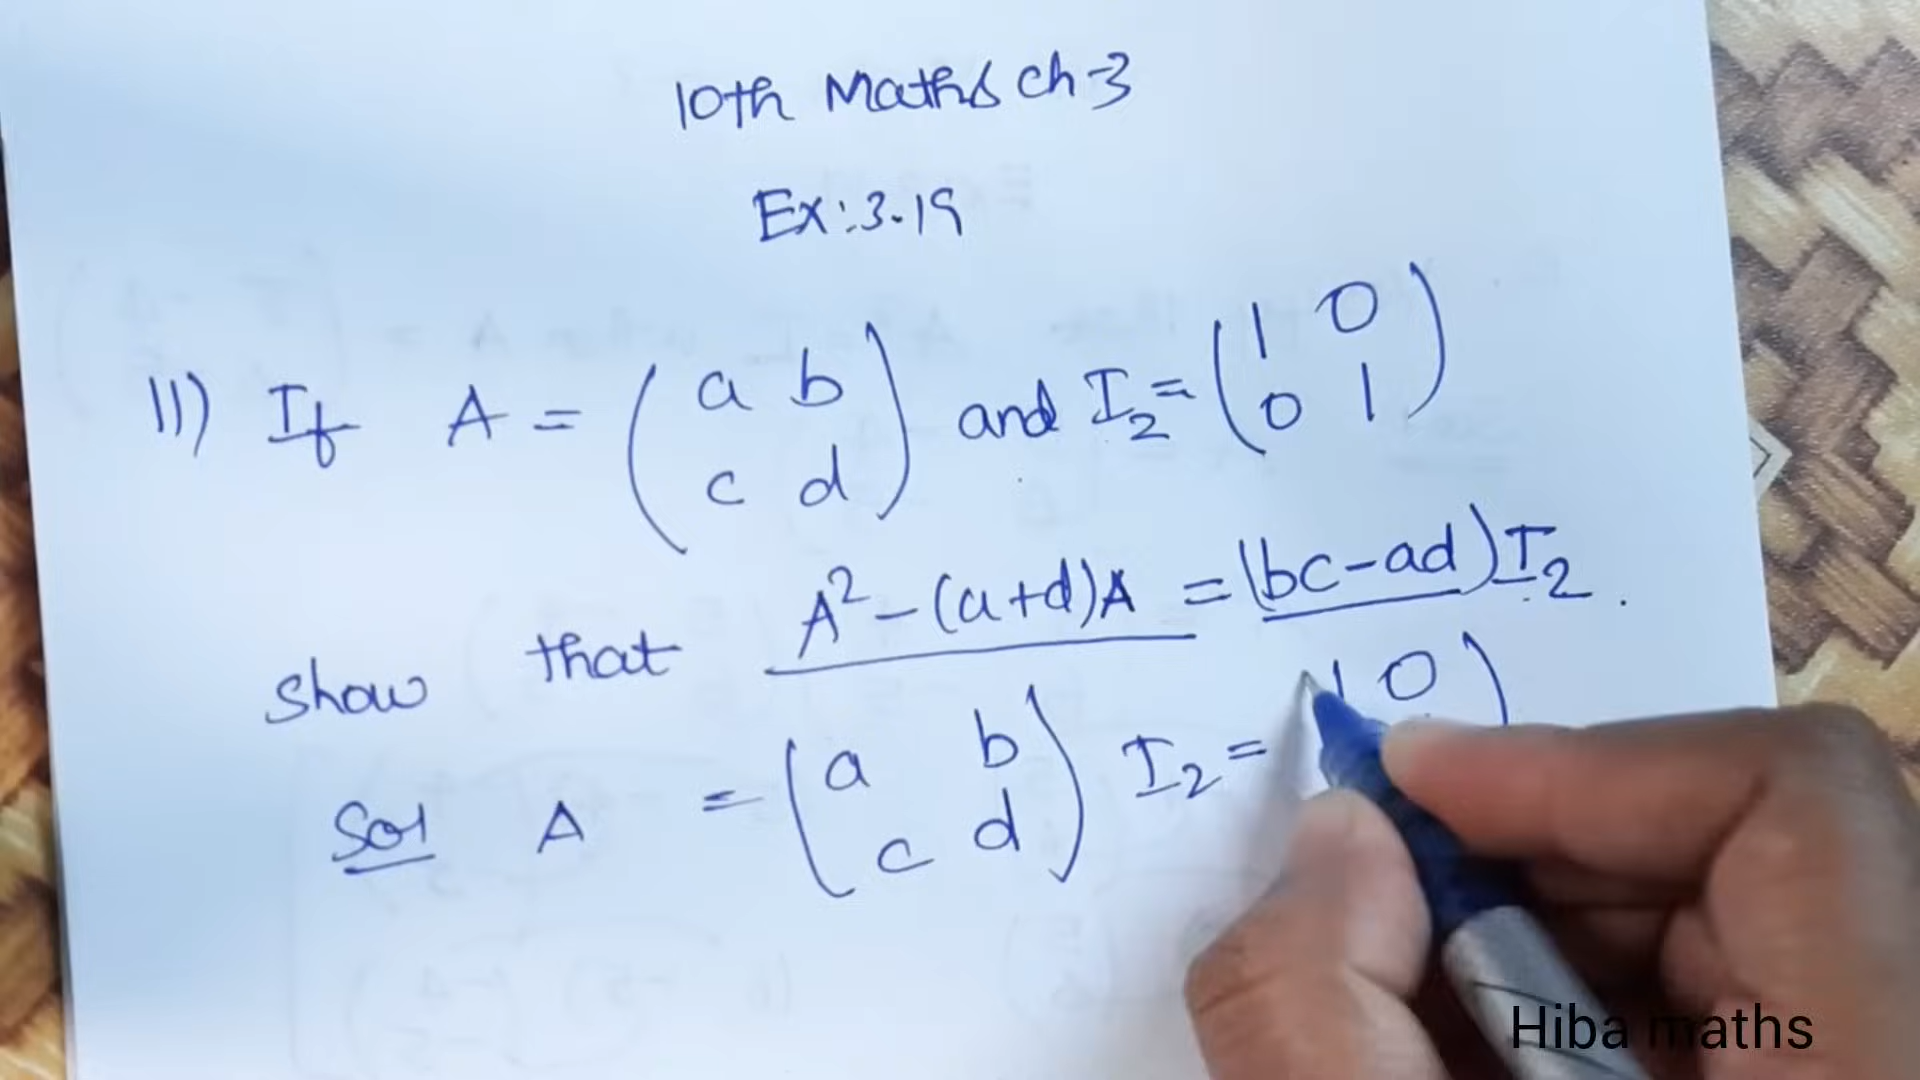 10th Maths ch-3
Ex:3.19
11) If A = (a b
c d) and I₂ = (1 0
0 1)
show that A² - (a+d)A = (bc-ad)I₂.
Sol A = (a b
c d) I₂ = 1 0)
Hiba maths